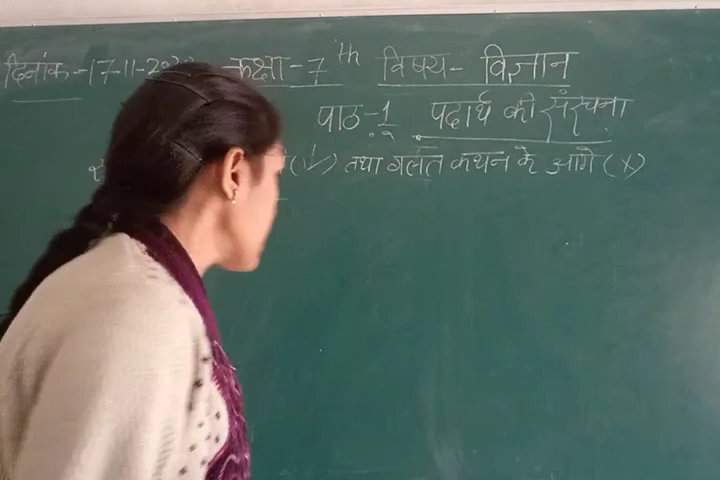 दिनांक -17-11-20 कक्षा - 7th विषय - विज्ञान
पाठ -1 पदार्थ की संरचना
(✓) तथा गलत कथन के आगे (x)